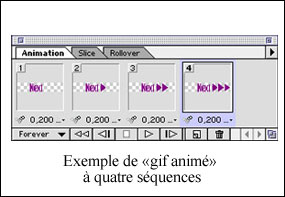 Animation Slice Rollover
1 2 3 4
Next Next Next Next
0,200 0,200 0,200 0,200
Forever
Exemple de «gif animé»
à quatre séquences